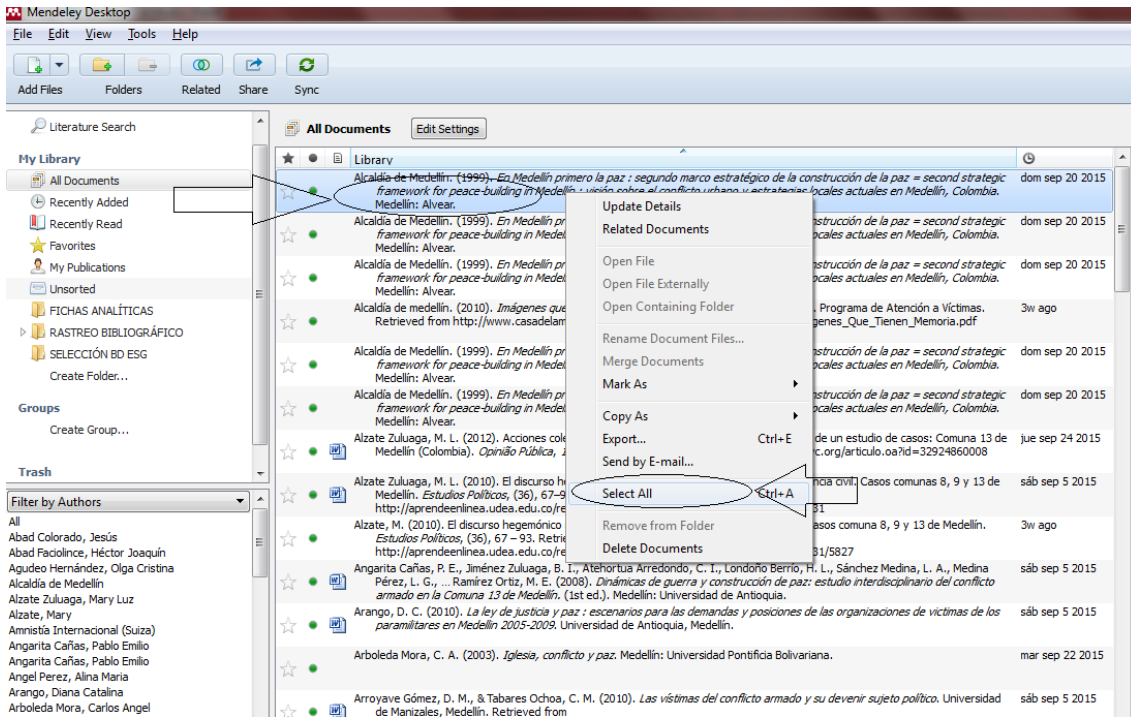 Mendeley Desktop
File Edit View Tools Help
Add Files Folders Related Share Sync
Literature Search
My Library
All Documents
Recently Added
Recently Read
Favorites
My Publications
Unsorted
FICHAS ANALÍTICAS
RASTREO BIBLIOGRÁFICO
SELECCIÓN BD ESG
Create Folder...
Groups
Create Group...
Trash
Filter by Authors
All
Abad Colorado, Jesús
Abad Faciolince, Héctor Joaquín
Agudeo Hernández, Olga Cristina
Alcaldía de Medellín
Alzate Zuluaga, Mary Luz
Alzate, Mary
Amnistía Internacional (Suiza)
Angarita Cañas, Pablo Emilio
Angarita Cañas, Pablo Emilio
Angel Perez, Alina Maria
Arango, Diana Catalina
Arboleda Mora, Carlos Angel
All Documents Edit Settings
Library
Alcaldía de Medellín. (1999). En Medellín primero la paz : segundo marco estratégico de la construcción de la paz = second strategic dom sep 20 2015
framework for peace-building in Medellín : visión sobre el conflicto urbano y estrategias locales actuales en Medellín, Colombia.
Medellín: Alvear.
Alcaldía de Medellín. (1999). En Medellín pr nstrucción de la paz = second strategic dom sep 20 2015
framework for peace-building in Medel ocales actuales en Medellín, Colombia.
Medellín: Alvear.
Alcaldía de Medellín. (1999). En Medellín pr nstrucción de la paz = second strategic dom sep 20 2015
framework for peace-building in Medel ocales actuales en Medellín, Colombia.
Medellín: Alvear.
Alcaldía de medellín. (2010). Imágenes que . Programa de Atención a Víctimas. 3w ago
Retrieved from http://www.casadelam genes_Que_Tienen_Memoria.pdf
Alcaldía de Medellín. (1999). En Medellín pr nstrucción de la paz = second strategic dom sep 20 2015
framework for peace-building in Medel ocales actuales en Medellín, Colombia.
Medellín: Alvear.
Alcaldía de Medellín. (1999). En Medellín pr nstrucción de la paz = second strategic dom sep 20 2015
framework for peace-building in Medel ocales actuales en Medellín, Colombia.
Medellín: Alvear.
Alzate Zuluaga, M. L. (2012). Acciones cole de un estudio de casos: Comuna 13 de jue sep 24 2015
Medellín (Colombia). Opinião Pública, yc.org/articulo.oa?id=32924860008
Alzate Zuluaga, M. L. (2010). El discurso h ncia civil. Casos comunas 8, 9 y 13 de sáb sep 5 2015
Medellín. Estudios Políticos, (36), 67–9
http://aprendeenlinea.udea.edu.co/re 31
Alzate, M. (2010). El discurso hegemónico asos comuna 8, 9 y 13 de Medellín. 3w ago
Estudios Políticos, (36), 67 – 93. Retrie
http://aprendeenlinea.udea.edu.co/re 31/5827
Angarita Cañas, P. E., Jiménez Zuluaga, B. I., Atehortua Arredondo, C. I., Londoño Berrío, H. L., Sánchez Medina, L. A., Medina sáb sep 5 2015
Pérez, L. G., … Ramírez Ortiz, M. E. (2008). Dinámicas de guerra y construcción de paz: estudio interdisciplinario del conflicto
armado en la Comuna 13 de Medellín. (1st ed.). Medellín: Universidad de Antioquia.
Arango, D. C. (2010). La ley de justicia y paz : escenarios para las demandas y posiciones de las organizaciones de victimas de los sáb sep 5 2015
paramilitares en Medellin 2005-2009. Universidad de Antioquia, Medellín.
Arboleda Mora, C. A. (2003). Iglesia, conflicto y paz. Medellín: Universidad Pontificia Bolivariana. mar sep 22 2015
Arroyave Gómez, D. M., & Tabares Ochoa, C. M. (2010). Las víctimas del conflicto armado y su devenir sujeto político. Universidad sáb sep 5 2015
de Manizales, Medellín. Retrieved from
Update Details
Related Documents
Open File
Open File Externally
Open Containing Folder
Rename Document Files...
Merge Documents
Mark As
Copy As
Export... Ctrl+E
Send by E-mail...
Select All Ctrl+A
Remove from Folder
Delete Documents